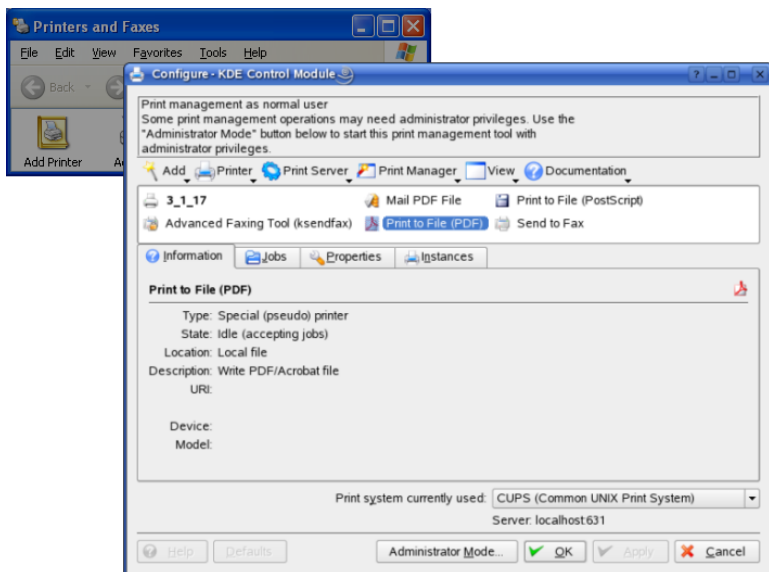 Printers and Faxes
File Edit View Favorites Tools Help
Back
Add Printer
Configure - KDE Control Module
Print management as normal user
Some print management operations may need administrator privileges. Use the
"Administrator Mode" button below to start this print management tool with
administrator privileges.
Add Printer Print Server Print Manager View Documentation
3_1_17 Mail PDF File Print to File (PostScript)
Advanced Faxing Tool (ksendfax) Print to File (PDF) Send to Fax
Information Jobs Properties Instances
Print to File (PDF)
Type: Special (pseudo) printer
State: Idle (accepting jobs)
Location: Local file
Description: Write PDF/Acrobat file
URI:
Device:
Model:
Print system currently used: CUPS (Common UNIX Print System)
Server: localhost:631
Help Defaults Administrator Mode... OK Apply Cancel